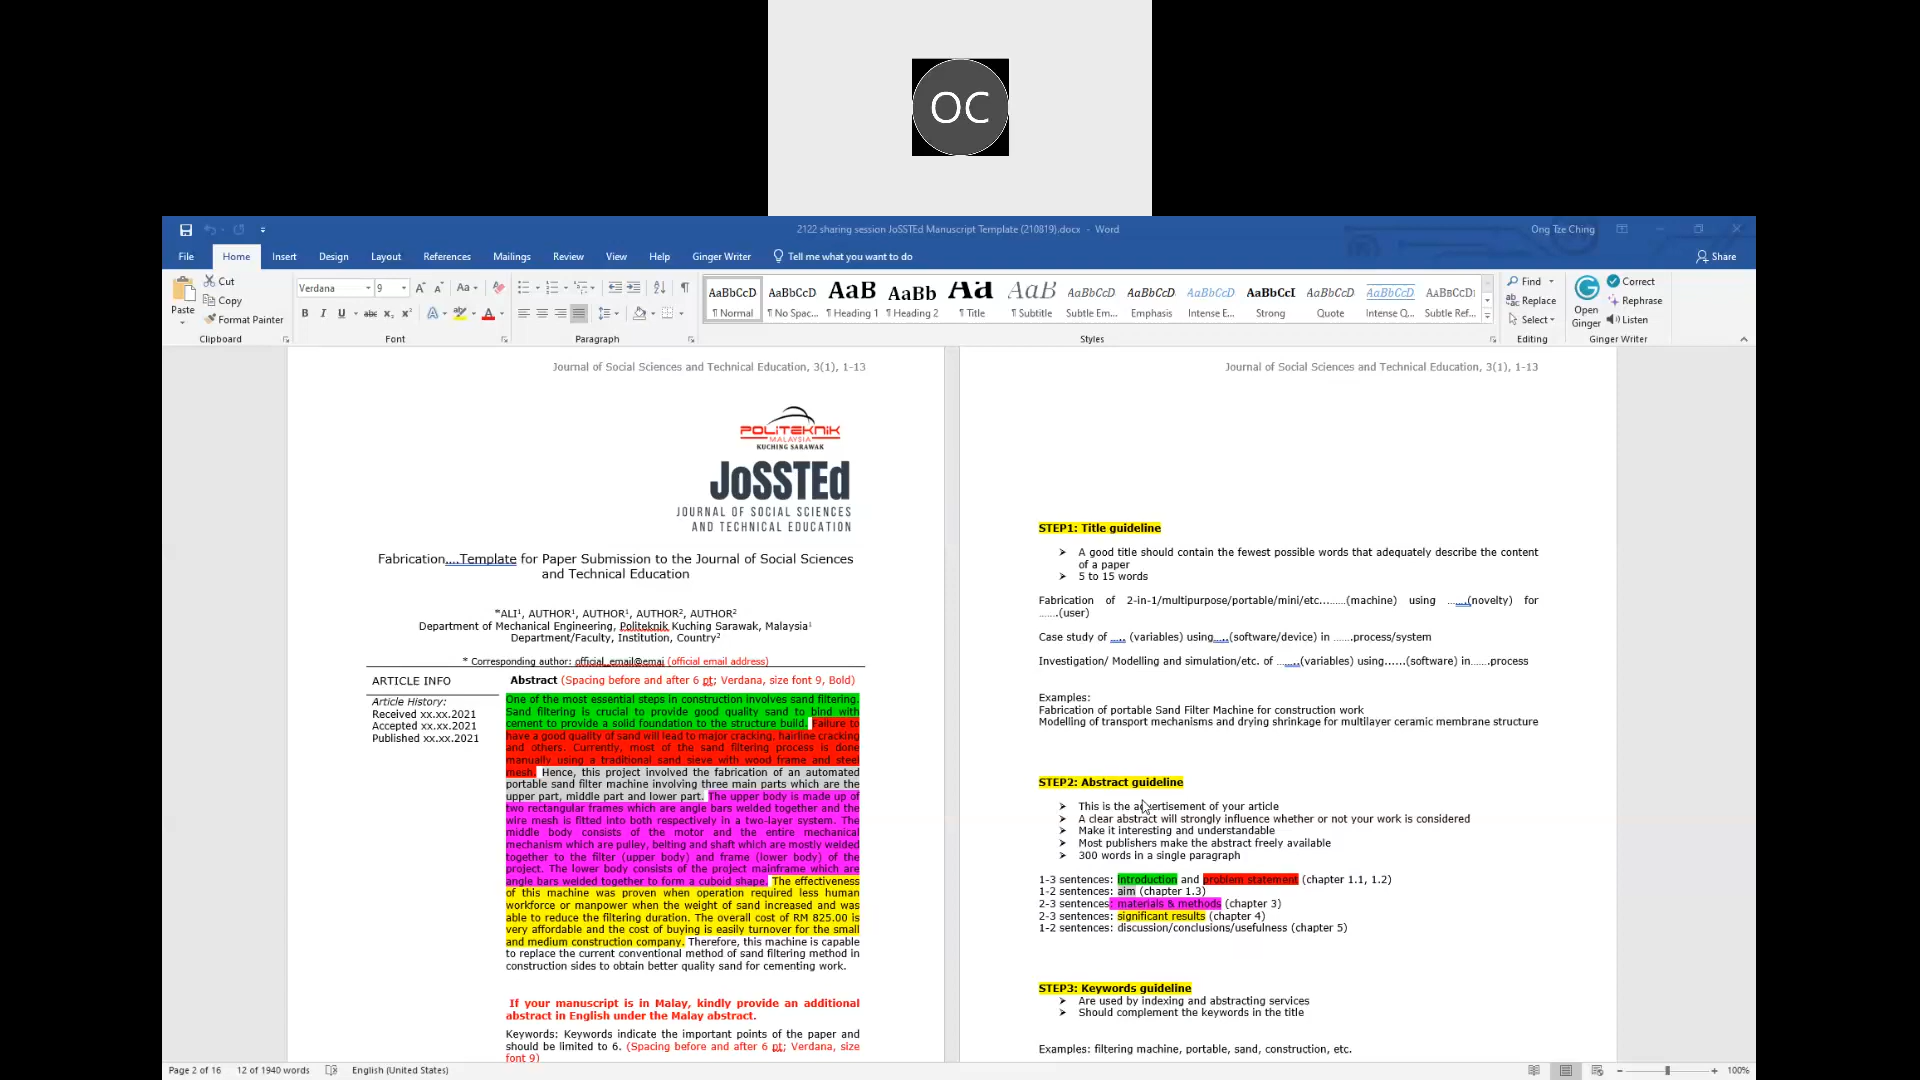 OC
2122 sharing session JoSSTEd Manuscript Template (210819).docx - Word
Ong Tze Ching
File Home Insert Design Layout References Mailings Review View Help Ginger Writer Tell me what you want to do Share
Paste
Cut
Copy
Format Painter
Clipboard
Verdana 9
Font
Paragraph
AaBbCcD AaBbCcD AaB AaBb Aa AaB AaBbCcD AaBbCcD AaBbCcD AaBbCcI AaBbCcD AaBbCcD AaBbCcD
¶ Normal ¶ No Spac... ¶ Heading 1 ¶ Heading 2 ¶ Title ¶ Subtitle Subtle Em... Emphasis Intense E... Strong Quote Intense Q... Subtle Ref...
Styles
Find
Replace
Select
Editing
Open Ginger
Correct
Rephrase
Listen
Ginger Writer
Journal of Social Sciences and Technical Education, 3(1), 1-13
POLITEKNIK
MALAYSIA
KUCHING SARAWAK
JoSSTEd
JOURNAL OF SOCIAL SCIENCES
AND TECHNICAL EDUCATION
Fabrication....Template for Paper Submission to the Journal of Social Sciences
and Technical Education
*ALI¹, AUTHOR¹, AUTHOR¹, AUTHOR², AUTHOR²
Department of Mechanical Engineering, Politeknik Kuching Sarawak, Malaysia¹
Department/Faculty, Institution, Country²
* Corresponding author: official_email@emai (official email address)
ARTICLE INFO
Article History:
Received xx.xx.2021
Accepted xx.xx.2021
Published xx.xx.2021
Abstract (Spacing before and after 6 pt; Verdana, size font 9, Bold)
One of the most essential steps in construction involves sand filtering.
Sand filtering is crucial to provide good quality sand to bind with
cement to provide a solid foundation to the structure build. Failure to
have a good quality of sand will lead to major cracking, hairline cracking
and others. Currently, most of the sand filtering process is done
manually using a traditional sand sieve with wood frame and steel
mesh. Hence, this project involved the fabrication of an automated
portable sand filter machine involving three main parts which are the
upper part, middle part and lower part. The upper body is made up of
two rectangular frames which are angle bars welded together and the
wire mesh is fitted into both respectively in a two-layer system. The
middle body consists of the motor and the entire mechanical
mechanism which are pulley, belting and shaft which are mostly welded
together to the filter (upper body) and frame (lower body) of the
project. The lower body consists of the project mainframe which are
angle bars welded together to form a cuboid shape. The effectiveness
of this machine was proven when operation required less human
workforce or manpower when the weight of sand increased and was
able to reduce the filtering duration. The overall cost of RM 825.00 is
very affordable and the cost of buying is easily turnover for the small
and medium construction company. Therefore, this machine is capable
to replace the current conventional method of sand filtering method in
construction sides to obtain better quality sand for cementing work.
If your manuscript is in Malay, kindly provide an additional
abstract in English under the Malay abstract.
Keywords: Keywords indicate the important points of the paper and
should be limited to 6. (Spacing before and after 6 pt; Verdana, size
font 9)
Journal of Social Sciences and Technical Education, 3(1), 1-13
STEP1: Title guideline
➢ A good title should contain the fewest possible words that adequately describe the content
of a paper
➢ 5 to 15 words
Fabrication of 2-in-1/multipurpose/portable/mini/etc.........(machine) using .......(novelty) for
.......(user)
Case study of ..... (variables) using.....(software/device) in .......process/system
Investigation/ Modelling and simulation/etc. of .......(variables) using......(software) in.......process
Examples:
Fabrication of portable Sand Filter Machine for construction work
Modelling of transport mechanisms and drying shrinkage for multilayer ceramic membrane structure
STEP2: Abstract guideline
➢ This is the advertisement of your article
➢ A clear abstract will strongly influence whether or not your work is considered
➢ Make it interesting and understandable
➢ Most publishers make the abstract freely available
➢ 300 words in a single paragraph
1-3 sentences: introduction and problem statement (chapter 1.1, 1.2)
1-2 sentences: aim (chapter 1.3)
2-3 sentences: materials & methods (chapter 3)
2-3 sentences: significant results (chapter 4)
1-2 sentences: discussion/conclusions/usefulness (chapter 5)
STEP3: Keywords guideline
➢ Are used by indexing and abstracting services
➢ Should complement the keywords in the title
Examples: filtering machine, portable, sand, construction, etc.
Page 2 of 16 12 of 1940 words English (United States) 100%